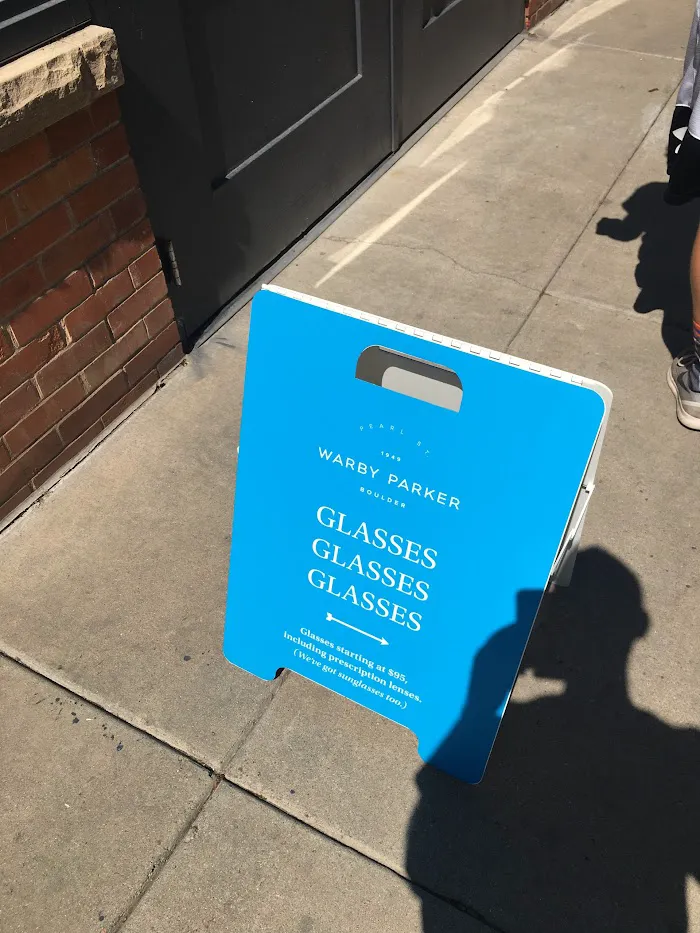 PEARL ST.
1949
WARBY PARKER
BOULDER
GLASSES
GLASSES
GLASSES
Glasses starting at $95,
including prescription lenses.
(We've got sunglasses too.)